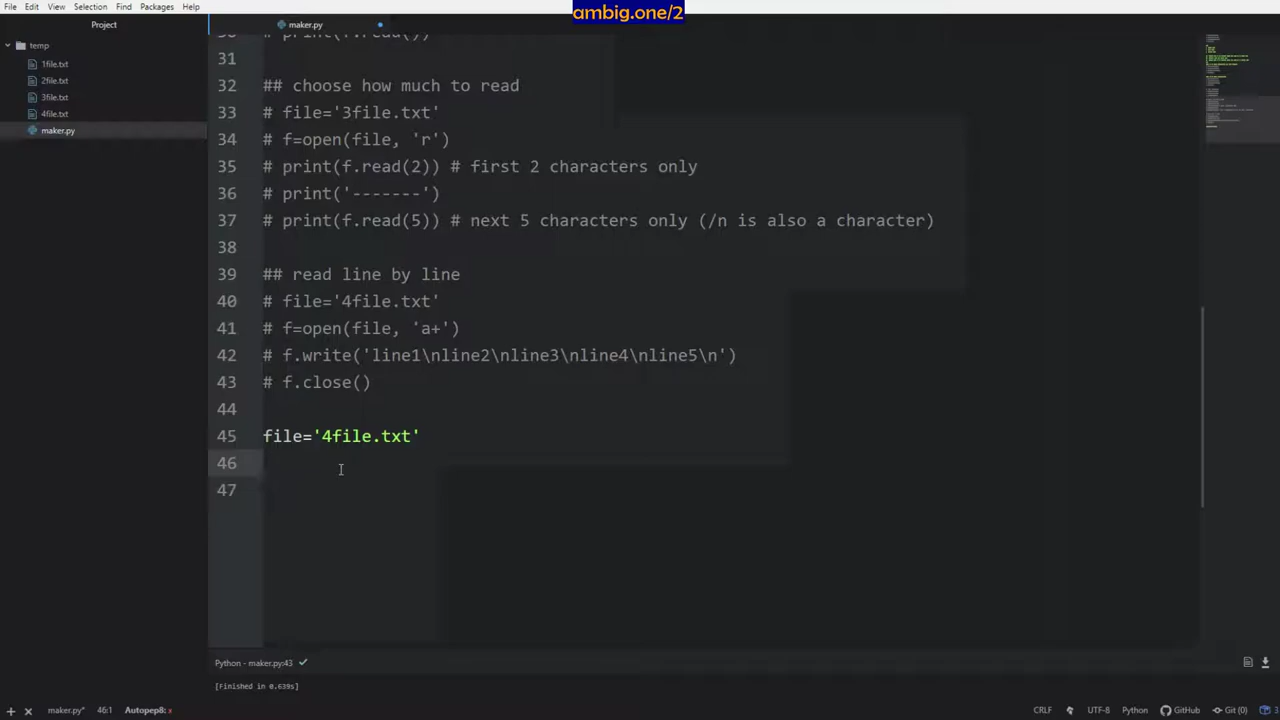 ambig.one/2
File Edit View Selection Find Packages Help
Project
maker.py
temp
1file.txt
2file.txt
3file.txt
4file.txt
maker.py
# print(f.read())
31
32 ## choose how much to read
33 # file='3file.txt'
34 # f=open(file, 'r')
35 # print(f.read(2)) # first 2 characters only
36 # print('-------')
37 # print(f.read(5)) # next 5 characters only (/n is also a character)
38
39 ## read line by line
40 # file='4file.txt'
41 # f=open(file, 'a+')
42 # f.write('line1\nline2\nline3\nline4\nline5\n')
43 # f.close()
44
45 file='4file.txt'
46
47
Python - maker.py:43
[Finished in 0.639s]
maker.py* 46:1 Autopep8: x CRLF UTF-8 Python GitHub Git (0) 3